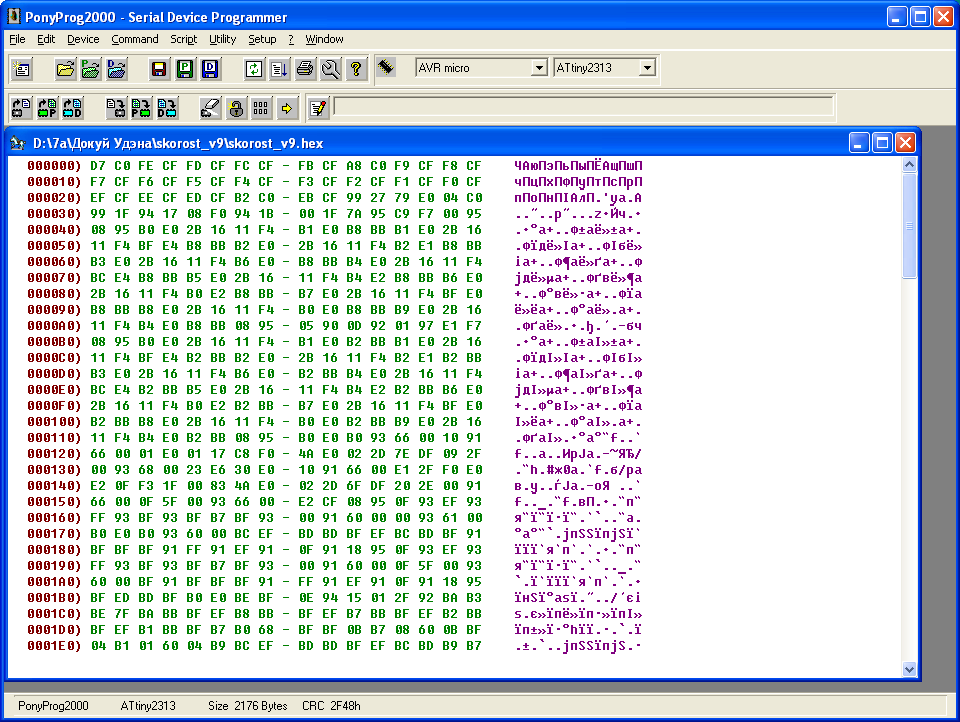 PonyProg2000 - Serial Device Programmer
File Edit Device Command Script Utility Setup ? Window
AVR micro ATtiny2313
D:\7a\Докуй Удэна\skorost_v9\skorost_v9.hex
000000) D7 C0 FE CF FD CF FC CF - FB CF A8 C0 F9 CF F8 CF ЧАюПэПьПыПЁАщПшП
000010) F7 CF F6 CF F5 CF F4 CF - F3 CF F2 CF F1 CF F0 CF чПцПхПфПуПтПсПрП
000020) EF CF EE CF ED CF B2 C0 - EB CF 99 27 79 E0 04 C0 пПоПнПІАлП.'yа.А
000030) 99 1F 94 17 08 F0 94 1B - 00 1F 7A 95 C9 F7 00 95 ..″..р″...z•Йч.•
000040) 08 95 B0 E0 2B 16 11 F4 - B1 E0 B8 BB B1 E0 2B 16 .•°а+..ф±аё»±а+.
000050) 11 F4 BF E4 B8 BB B2 E0 - 2B 16 11 F4 B2 E1 B8 BB .фїдё»Іа+..фІбё»
000060) B3 E0 2B 16 11 F4 B6 E0 - B8 BB B4 E0 2B 16 11 F4 іа+..ф¶аё»ґа+..ф
000070) BC E4 B8 BB B5 E0 2B 16 - 11 F4 B4 E2 B8 BB B6 E0 јдё»µа+..фґвё»¶а
000080) 2B 16 11 F4 B0 E2 B8 BB - B7 E0 2B 16 11 F4 BF E0 +..ф°вё»·а+..фїа
000090) B8 BB B8 E0 2B 16 11 F4 - B0 E0 B8 BB B9 E0 2B 16 ё»ёа+..ф°аё».а+.
0000A0) 11 F4 B4 E0 B8 BB 08 95 - 05 90 0D 92 01 97 E1 F7 .фґаё».•.ђ.′.–бч
0000B0) 08 95 B0 E0 2B 16 11 F4 - B1 E0 B2 BB B1 E0 2B 16 .•°а+..ф±аІ»±а+.
0000C0) 11 F4 BF E4 B2 BB B2 E0 - 2B 16 11 F4 B2 E1 B2 BB .фїдІ»Іа+..фІбІ»
0000D0) B3 E0 2B 16 11 F4 B6 E0 - B2 BB B4 E0 2B 16 11 F4 іа+..ф¶аІ»ґа+..ф
0000E0) BC E4 B2 BB B5 E0 2B 16 - 11 F4 B4 E2 B2 BB B6 E0 јдІ»µа+..фґвІ»¶а
0000F0) 2B 16 11 F4 B0 E2 B2 BB - B7 E0 2B 16 11 F4 BF E0 +..ф°вІ»·а+..фїа
000100) B2 BB B8 E0 2B 16 11 F4 - B0 E0 B2 BB B9 E0 2B 16 І»ёа+..ф°аІ».а+.
000110) 11 F4 B4 E0 B2 BB 08 95 - B0 E0 B0 93 66 00 10 91 .фґаІ».•°а°“f..‘
000120) 66 00 01 E0 01 17 C8 F0 - 4A E0 02 2D 7E DF 09 2F f..а..ИрJа.-~ЯЂ/
000130) 00 93 68 00 23 E6 30 E0 - 10 91 66 00 E1 2F F0 E0 .“h.#ж0а.‘f.б/ра
000140) E2 0F F3 1F 00 83 4A E0 - 02 2D 6F DF 20 2E 00 91 в.у..ѓJа.-oЯ ..‘
000150) 66 00 0F 5F 00 93 66 00 - E2 CF 08 95 0F 93 EF 93 f.._.“f.вП.•.“п“
000160) FF 93 BF 93 BF B7 BF 93 - 00 91 60 00 00 93 61 00 я“ї“ї·ї“.‘`..“a.
000170) B0 E0 B0 93 60 00 BC EF - BD BD BF EF BC BD BF 91 °а°“`.јпЅЅїпјЅї‘
000180) BF BF BF 91 FF 91 EF 91 - 0F 91 18 95 0F 93 EF 93 їїї‘я‘п‘.‘.•.“п“
000190) FF 93 BF 93 BF B7 BF 93 - 00 91 60 00 0F 5F 00 93 я“ї“ї·ї“.‘`.._.“
0001A0) 60 00 BF 91 BF BF BF 91 - FF 91 EF 91 0F 91 18 95 `.ї‘їїї‘я‘п‘.‘.•
0001B0) BF ED BD BF B0 E0 BE BF - 0E 94 15 01 2F 92 BA B3 їнЅї°аѕї.″../′єі
0001C0) BE 7F BA BB BF EF B8 BB - BF EF B7 BB BF EF B2 BB ѕ.є»їпё»їп·»їпІ»
0001D0) BF EF B1 BB BF B7 B0 68 - BF BF 0B B7 08 60 0B BF їп±»ї·°hїї.·.`.ї
0001E0) 04 B1 01 60 04 B9 BC EF - BD BD BF EF BC BD B9 B7 .±.`..јпЅЅїпјЅ.·
PonyProg2000 ATtiny2313 Size 2176 Bytes CRC 2F48h